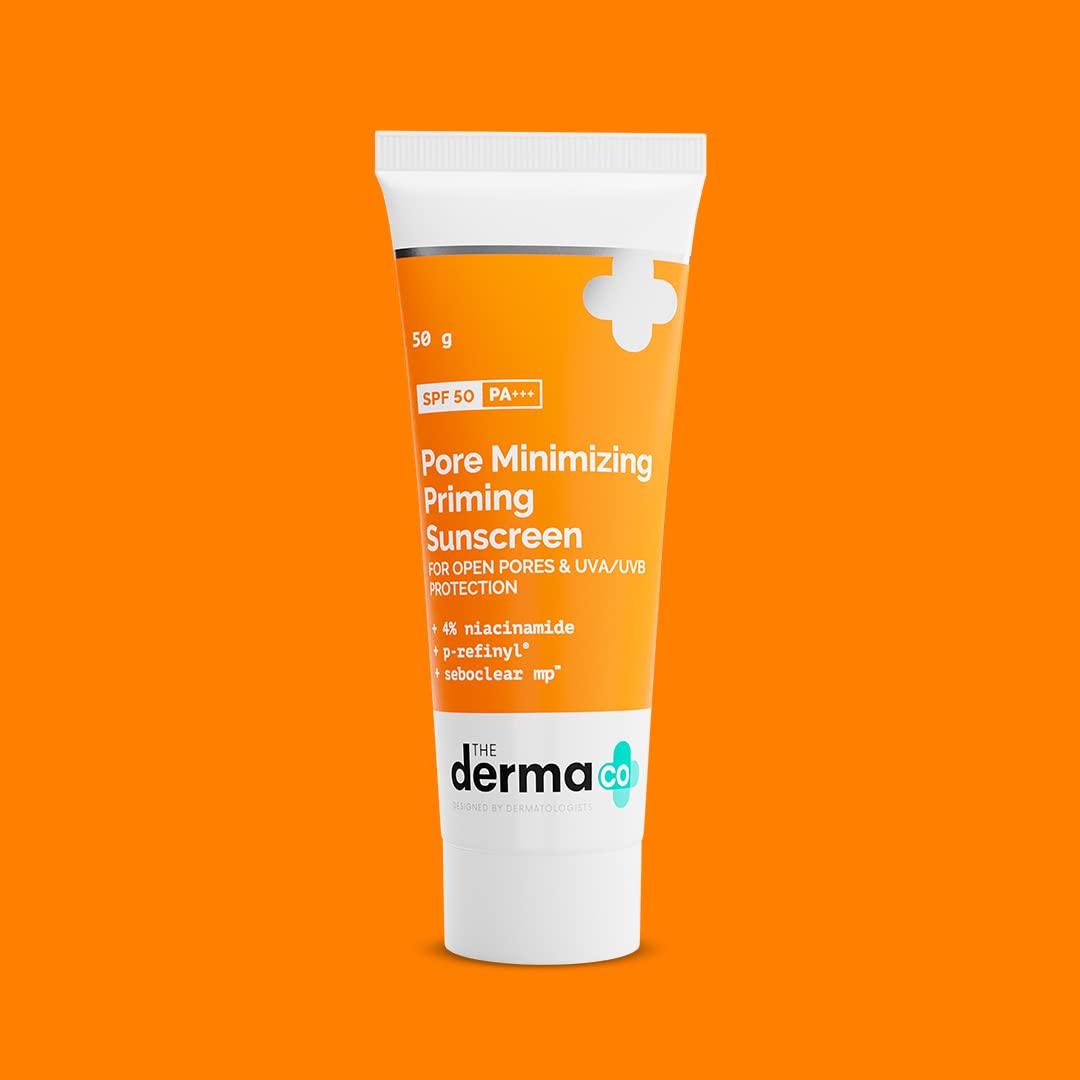 50 g
SPF 50 PA+++
Pore Minimizing
Priming
Sunscreen
FOR OPEN PORES & UVA/UVB
PROTECTION
+ 4% niacinamide
+ p-refinyl®
+ seboclear mp™
THE
derma co
DESIGNED BY DERMATOLOGISTS